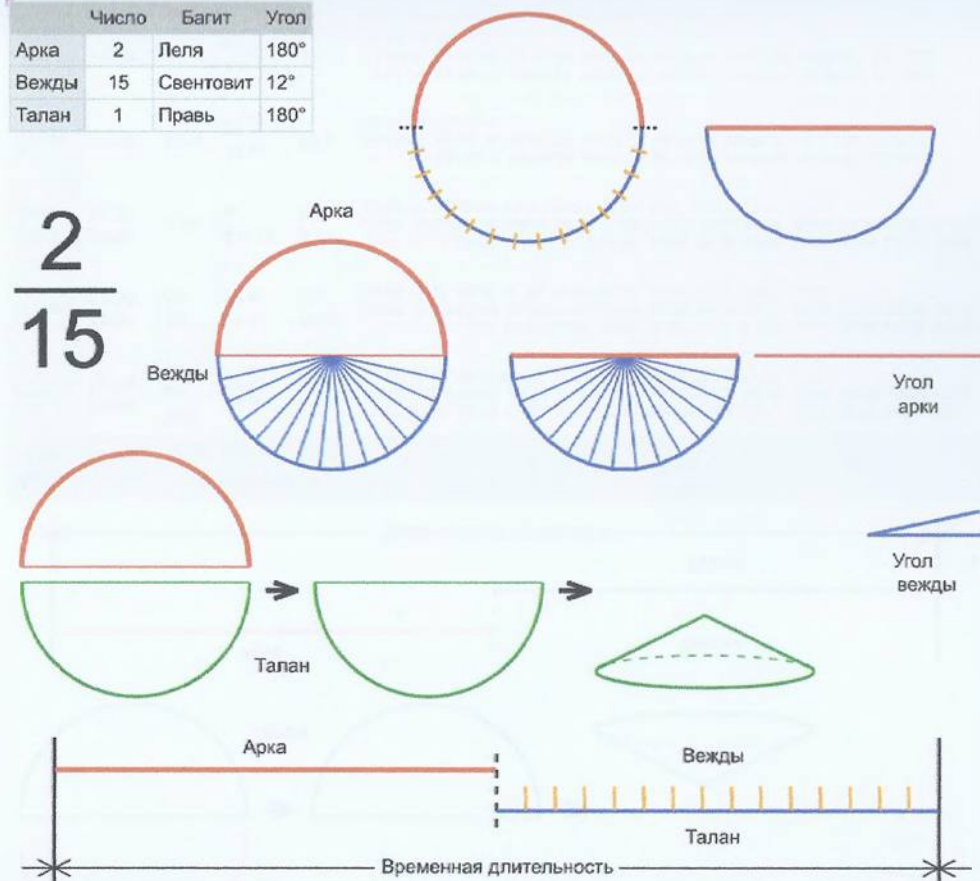 Число Багит Угол
Арка 2 Леля 180°
Вежды 15 Свентовит 12°
Талан 1 Правь 180°
2
15
Арка
Вежды
Угол
арки
Угол
вежды
Талан
Арка
Вежды
Талан
Временная длительность